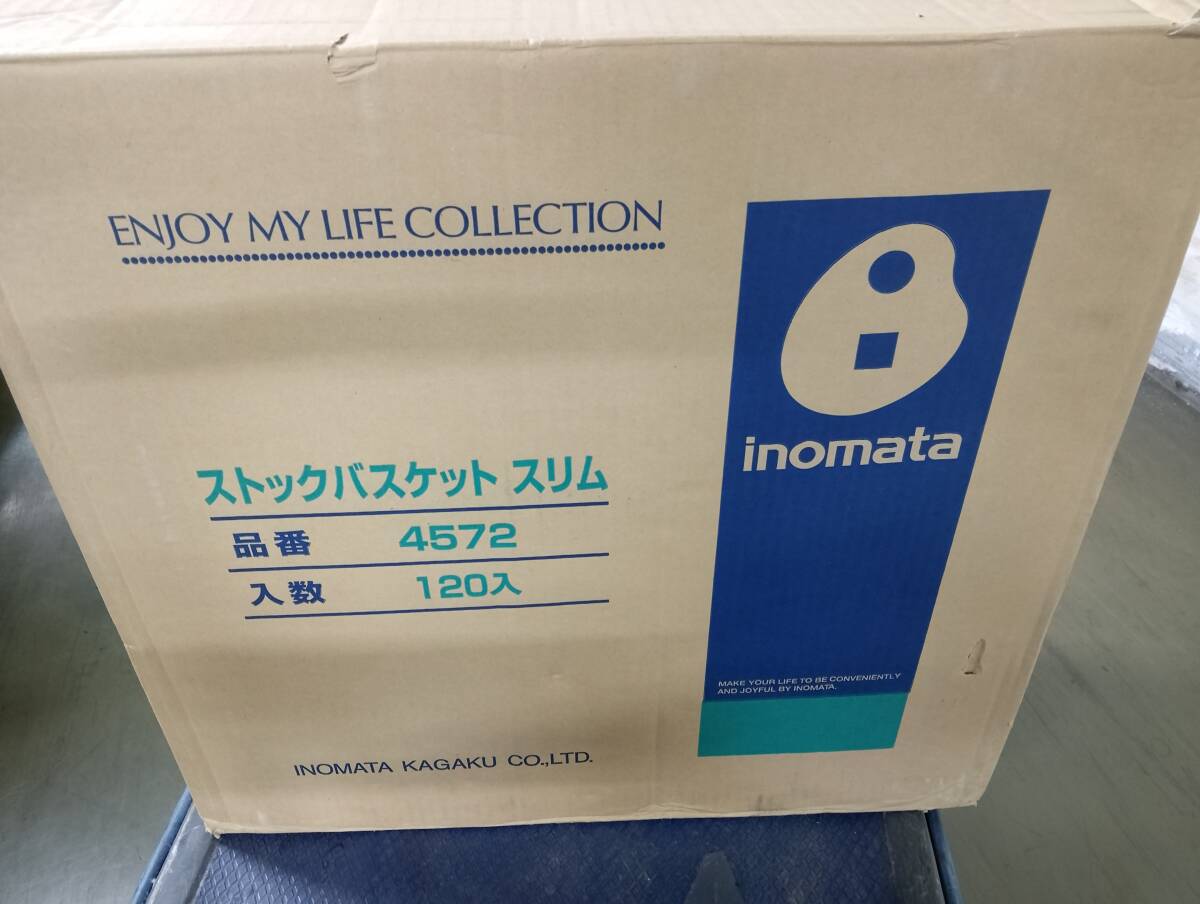 ENJOY MY LIFE COLLECTION
inomata
ストックバスケット スリム
品番 4572
入数 120入
MAKE YOUR LIFE TO BE CONVENIENTLY
AND JOYFUL BY INOMATA.
INOMATA KAGAKU CO.,LTD.